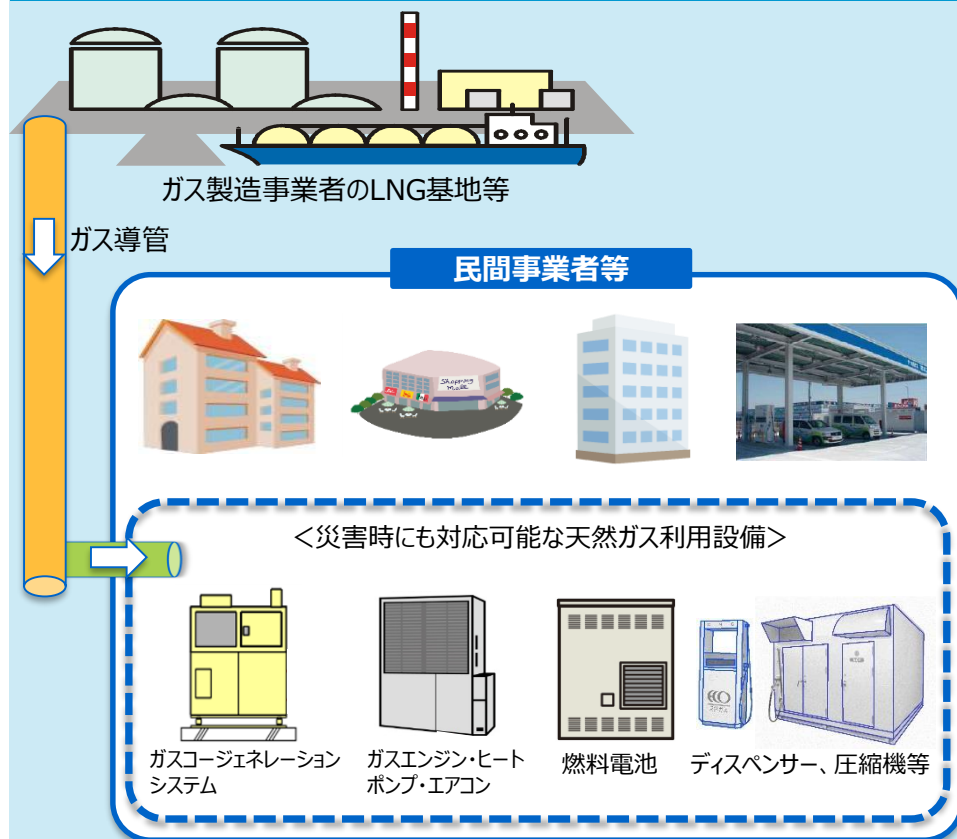 ガス製造事業者のLNG基地等
ガス導管
民間事業者等
Shopping
Mall
＜災害時にも対応可能な天然ガス利用設備＞
ガスコージェネレーション
システム
ガスエンジン・ヒート
ポンプ・エアコン
燃料電池
ディスペンサー、圧縮機等